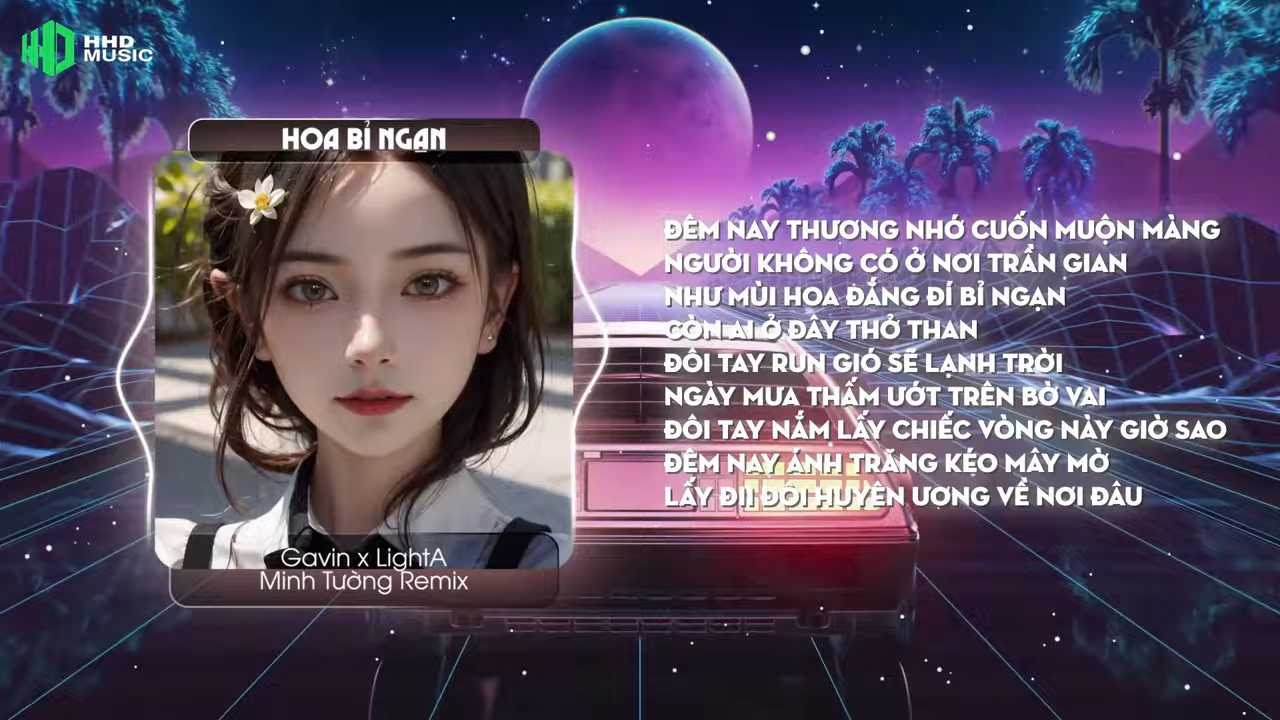 HHD
MUSIC
HOA BỈ NGẠN
ĐÊM NAY THƯƠNG NHỚ CUỐN MUỘN MÀNG
NGƯỜI KHÔNG CÓ Ở NƠI TRẦN GIAN
NHƯ MÙI HOA ĐẮNG ĐÍ BỈ NGẠN
CÒN AI Ở ĐÂY THỞ THAN
ĐÔI TAY RUN GIÓ SẼ LẠNH TRỜI
NGÀY MƯA THẤM ƯỚT TRÊN BỜ VAI
ĐÔI TAY NẮM LẤY CHIẾC VÒNG NÀY GIỜ SAO
ĐÊM NAY ÁNH TRĂNG KÉO MÂY MỜ
LẤY ĐII ĐÔI HUYÊN ƯƠNG VỀ NƠI ĐÂU
Gavin x LightA
Minh Tường Remix